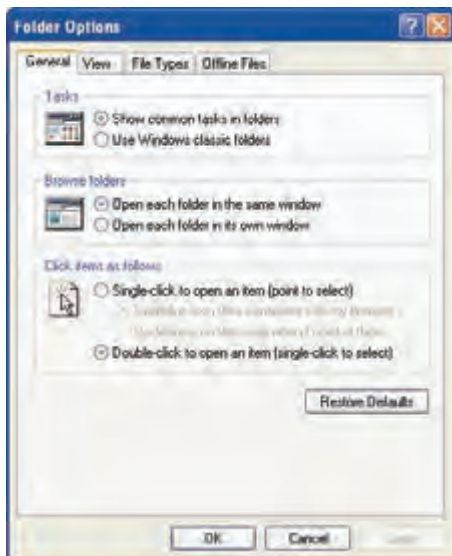 Folder Options
General View File Types Offline Files
Tasks
Show common tasks in folders
Use Windows classic folders
Browse folders
Open each folder in the same window
Open each folder in its own window
Click items as follows
Single-click to open an item (point to select)
Double-click to open an item (single-click to select)
Restore Defaults
OK Cancel